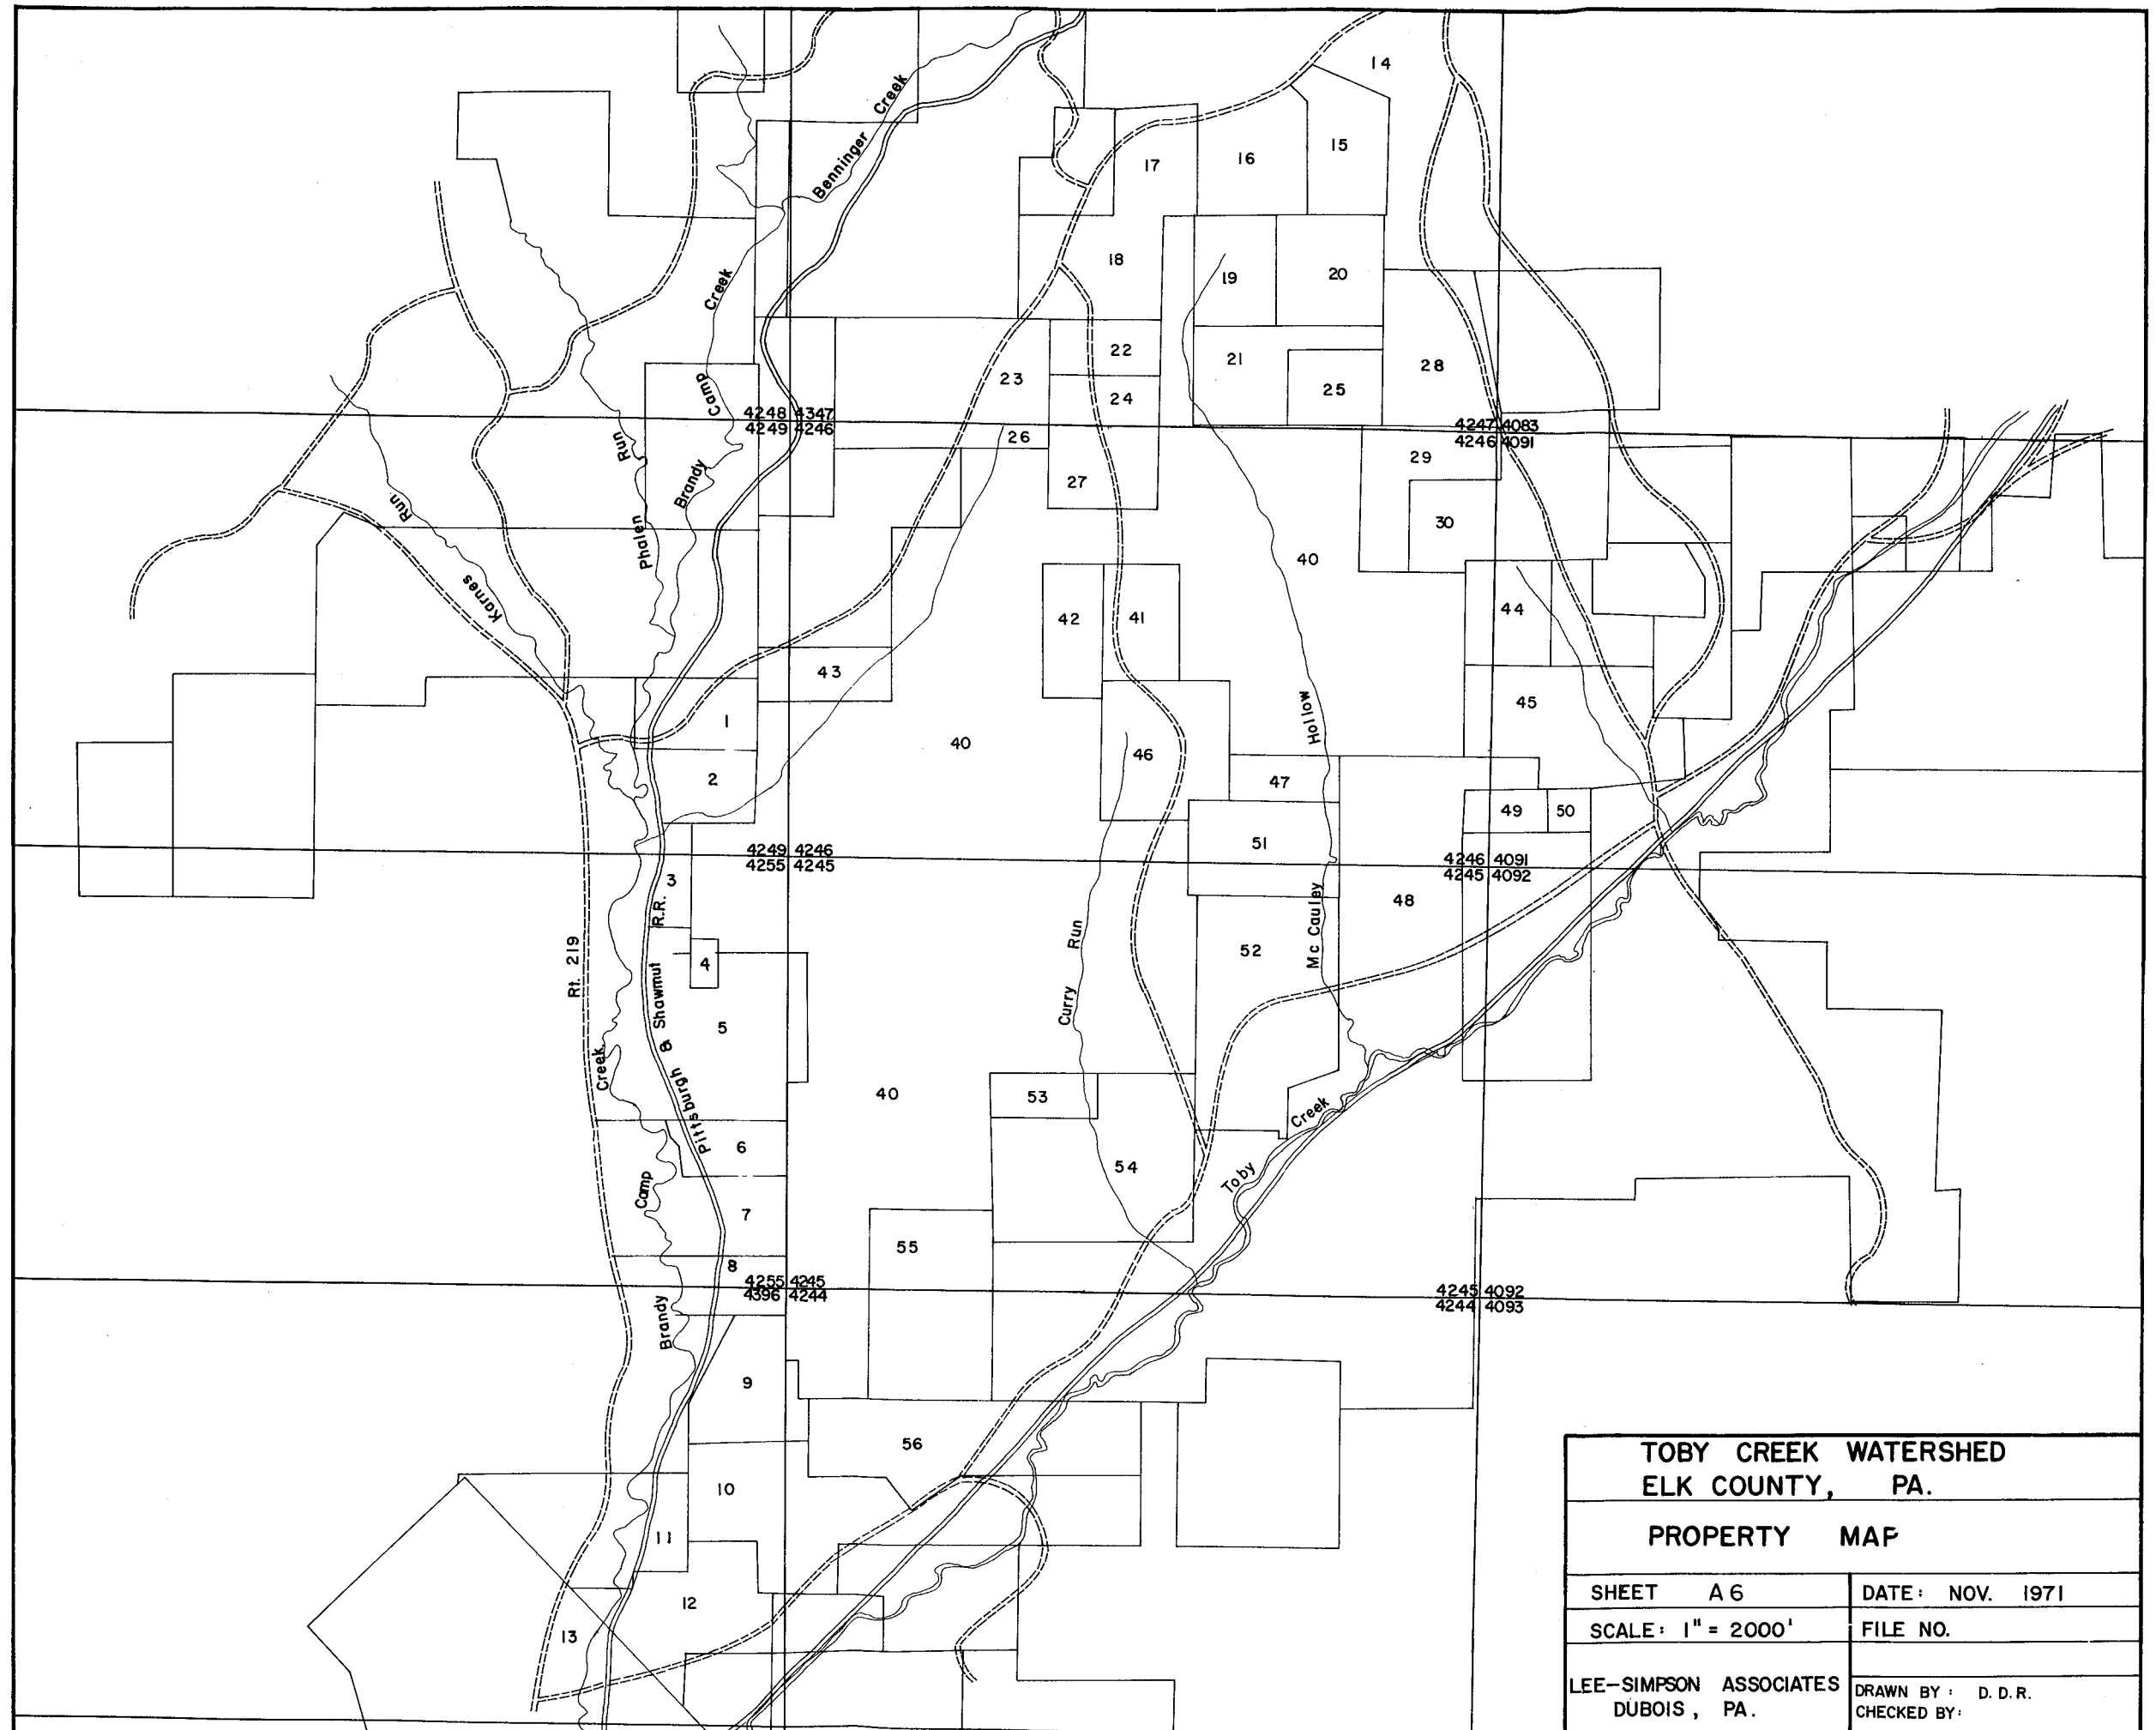 14
15
16
17
Benninger Creek
18
19
20
Camp Creek
22
21
23
28
24
25
4248 4347
4249 4246
4247 4083
4246 4091
26
29
Run
Brandy
27
30
Run
Phalen
40
Karnes
42
41
44
43
45
Hollow
1
40
46
2
47
49
50
51
4249 4246
4255 4245
4246 4091
4245 4092
3
48
R.R.
Mc Cauley
Run
52
Rt. 219
4
Shawmut
&
5
Curry
Creek
Pittsburgh
40
53
Creek
6
54
Toby
Camp
7
55
8
4255 4245
4396 4244
4245 4092
4244 4093
Brandy
9
56
10
11
12
13
TOBY CREEK WATERSHED
ELK COUNTY, PA.
PROPERTY MAP
SHEET A6
DATE: NOV. 1971
SCALE: 1" = 2000'
FILE NO.
LEE-SIMPSON ASSOCIATES
DUBOIS, PA.
DRAWN BY: D. D. R.
CHECKED BY: